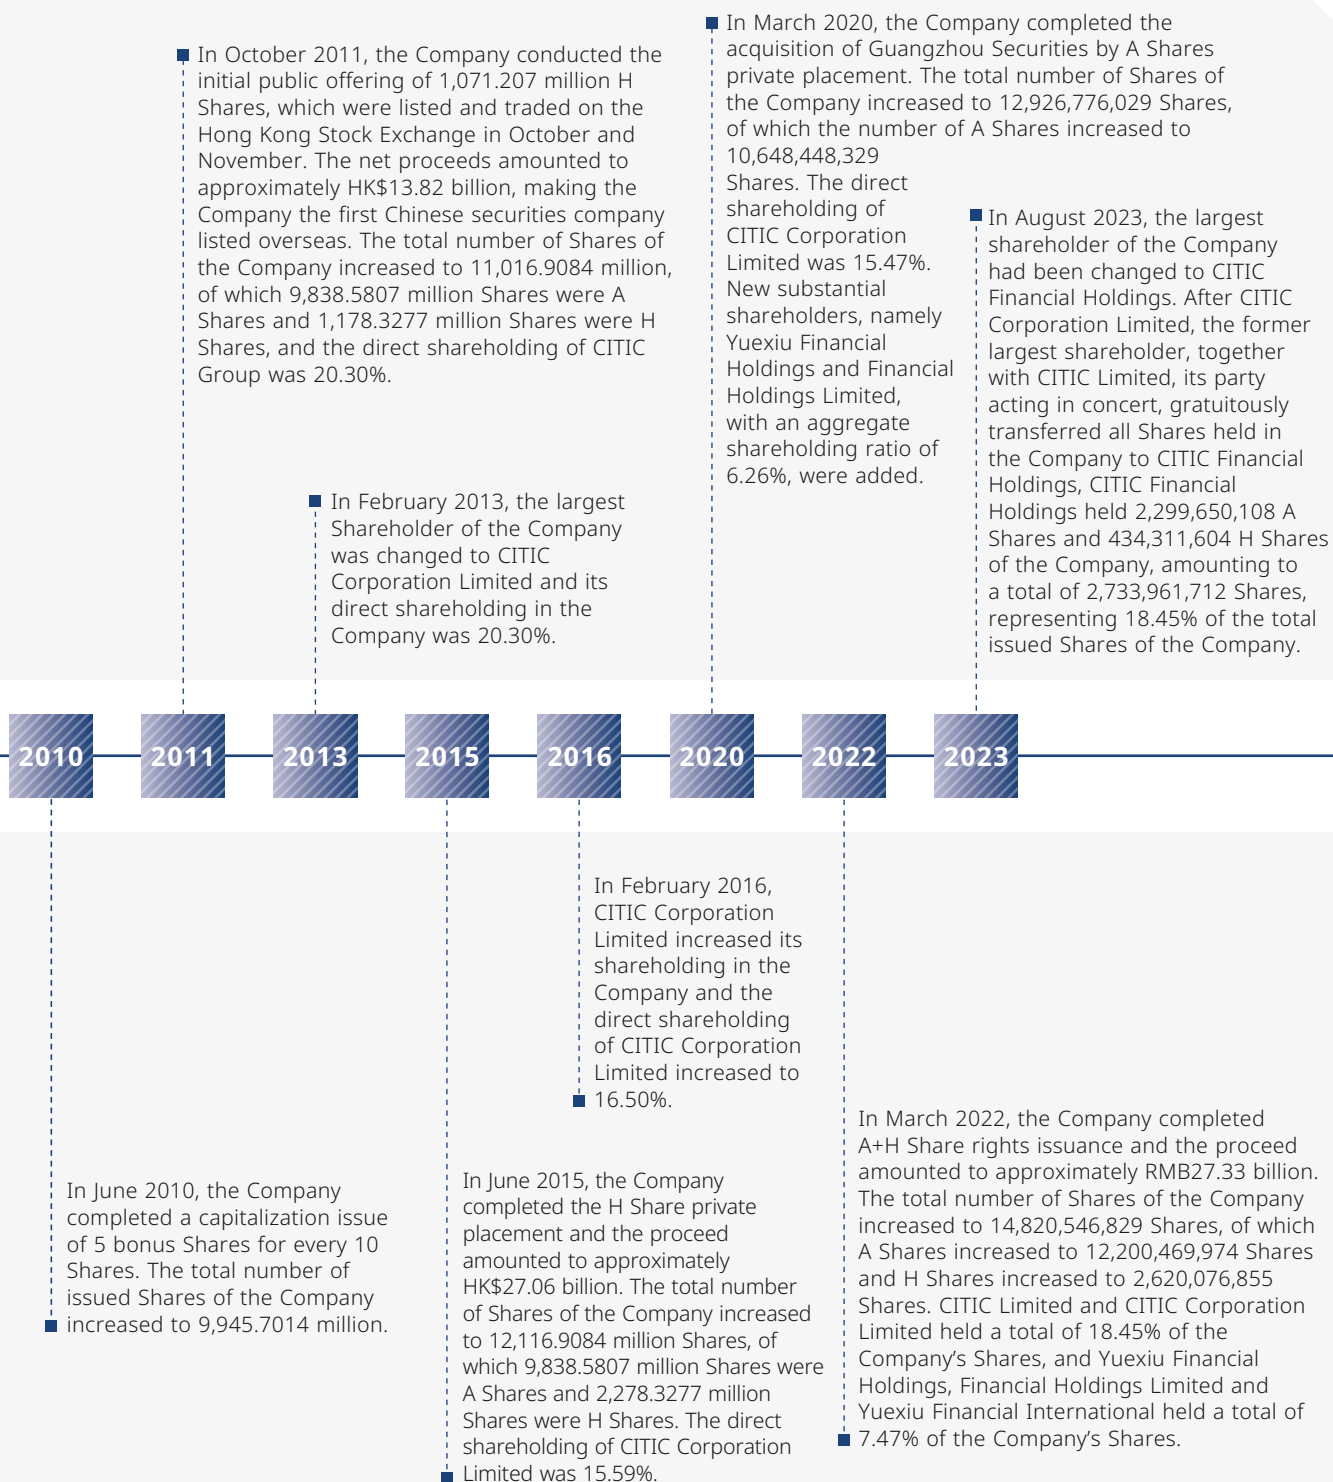 In October 2011, the Company conducted the
initial public offering of 1,071.207 million H
Shares, which were listed and traded on the
Hong Kong Stock Exchange in October and
November. The net proceeds amounted to
approximately HK$13.82 billion, making the
Company the first Chinese securities company
listed overseas. The total number of Shares of
the Company increased to 11,016.9084 million,
of which 9,838.5807 million Shares were A
Shares and 1,178.3277 million Shares were H
Shares, and the direct shareholding of CITIC
Group was 20.30%.
In February 2013, the largest
Shareholder of the Company
was changed to CITIC
Corporation Limited and its
direct shareholding in the
Company was 20.30%.
In March 2020, the Company completed the
acquisition of Guangzhou Securities by A Shares
private placement. The total number of Shares of
the Company increased to 12,926,776,029 Shares,
of which the number of A Shares increased to
10,648,448,329
Shares. The direct
shareholding of
CITIC Corporation
Limited was 15.47%.
New substantial
shareholders, namely
Yuexiu Financial
Holdings and Financial
Holdings Limited,
with an aggregate
shareholding ratio of
6.26%, were added.
In August 2023, the largest
shareholder of the Company
had been changed to CITIC
Financial Holdings. After CITIC
Corporation Limited, the former
largest shareholder, together
with CITIC Limited, its party
acting in concert, gratuitously
transferred all Shares held in
the Company to CITIC Financial
Holdings, CITIC Financial
Holdings held 2,299,650,108 A
Shares and 434,311,604 H Shares
of the Company, amounting to
a total of 2,733,961,712 Shares,
representing 18.45% of the total
issued Shares of the Company.
2010 2011 2013 2015 2016 2020 2022 2023
In June 2010, the Company
completed a capitalization issue
of 5 bonus Shares for every 10
Shares. The total number of
issued Shares of the Company
increased to 9,945.7014 million.
In June 2015, the Company
completed the H Share private
placement and the proceed
amounted to approximately
HK$27.06 billion. The total number
of Shares of the Company increased
to 12,116.9084 million Shares, of
which 9,838.5807 million Shares were
A Shares and 2,278.3277 million
Shares were H Shares. The direct
shareholding of CITIC Corporation
Limited was 15.59%.
In February 2016,
CITIC Corporation
Limited increased its
shareholding in the
Company and the
direct shareholding
of CITIC Corporation
Limited increased to
16.50%.
In March 2022, the Company completed
A+H Share rights issuance and the proceed
amounted to approximately RMB27.33 billion.
The total number of Shares of the Company
increased to 14,820,546,829 Shares, of which
A Shares increased to 12,200,469,974 Shares
and H Shares increased to 2,620,076,855
Shares. CITIC Limited and CITIC Corporation
Limited held a total of 18.45% of the
Company’s Shares, and Yuexiu Financial
Holdings, Financial Holdings Limited and
Yuexiu Financial International held a total of
7.47% of the Company’s Shares.